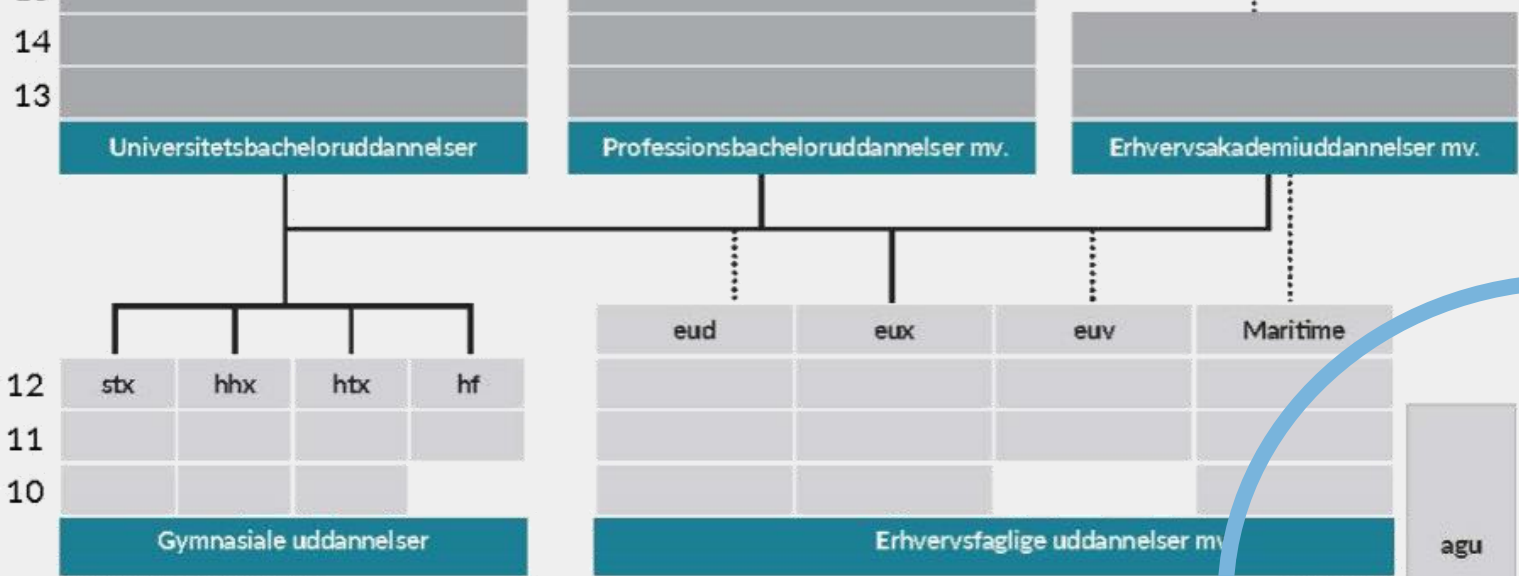 14
13
Universitetsbacheloruddannelser
Professionsbacheloruddannelser mv.
Erhvervsakademiuddannelser mv.
eud eux euv Maritime
12 stx hhx htx hf
11
10
Gymnasiale uddannelser
Erhvervsfaglige uddannelser mv
agu